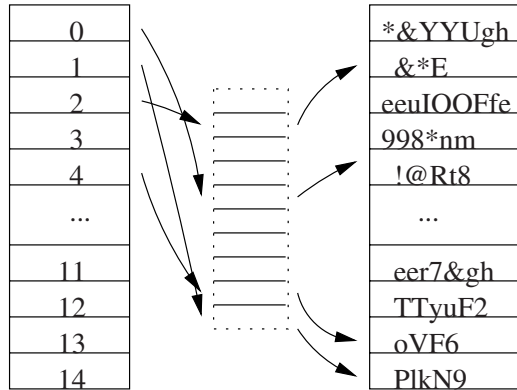 0
1
2
3
4
...
11
12
13
14
*&YYUgh
&*E
eeuIOOFfe
998*nm
!@Rt8
...
eer7&gh
TTyuF2
oVF6
PlkN9